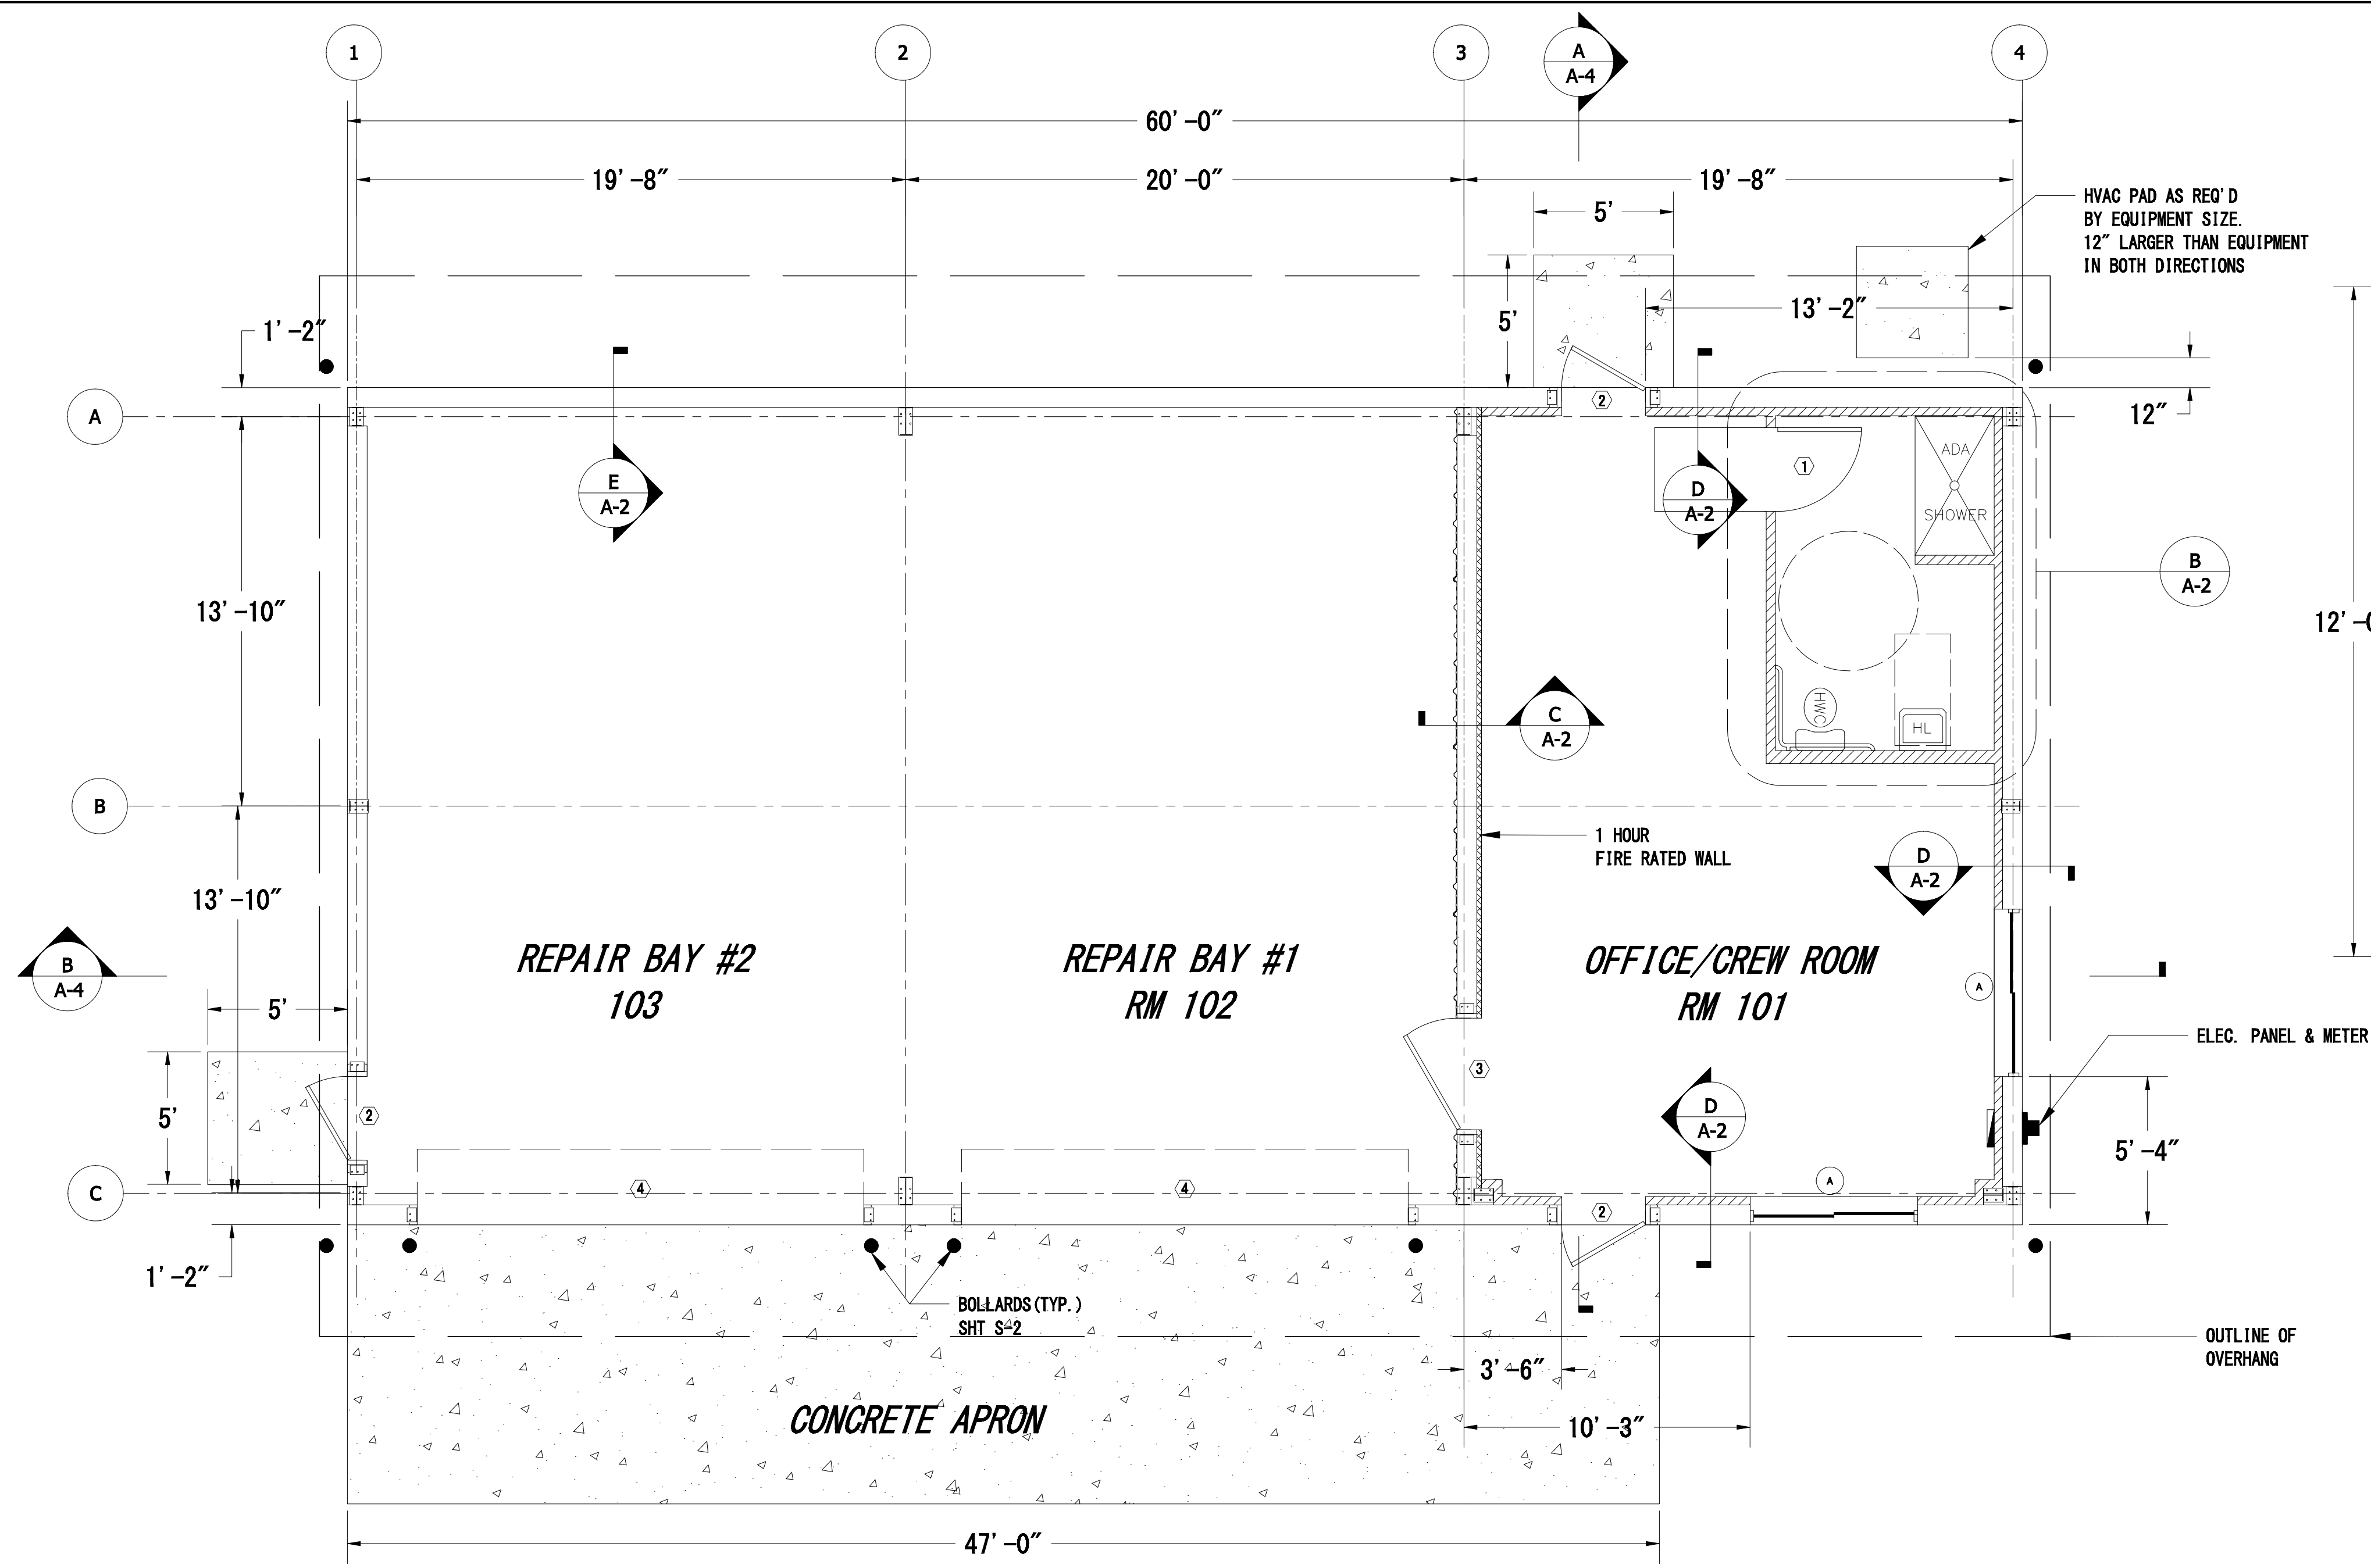 1
2
3
A
A-4
4
60'-0"
19'-8"
20'-0"
19'-8"
5'
HVAC PAD AS REQ'D
BY EQUIPMENT SIZE.
12" LARGER THAN EQUIPMENT
IN BOTH DIRECTIONS
13'-2"
5'
1'-2"
A
2
12"
ADA
SHOWER
1
E
A-2
D
A-2
B
A-2
13'-10"
HWC
HL
C
A-2
B
1 HOUR
FIRE RATED WALL
D
A-2
13'-10"
B
A-4
REPAIR BAY #2
103
REPAIR BAY #1
RM 102
OFFICE/CREW ROOM
RM 101
A
5'
ELEC. PANEL & METER
3
5'
2
D
A-2
5'-4"
C
4
4
A
2
1'-2"
BOLLARDS(TYP.)
SHT S-2
OUTLINE OF
OVERHANG
3'-6"
CONCRETE APRON
10'-3"
47'-0"